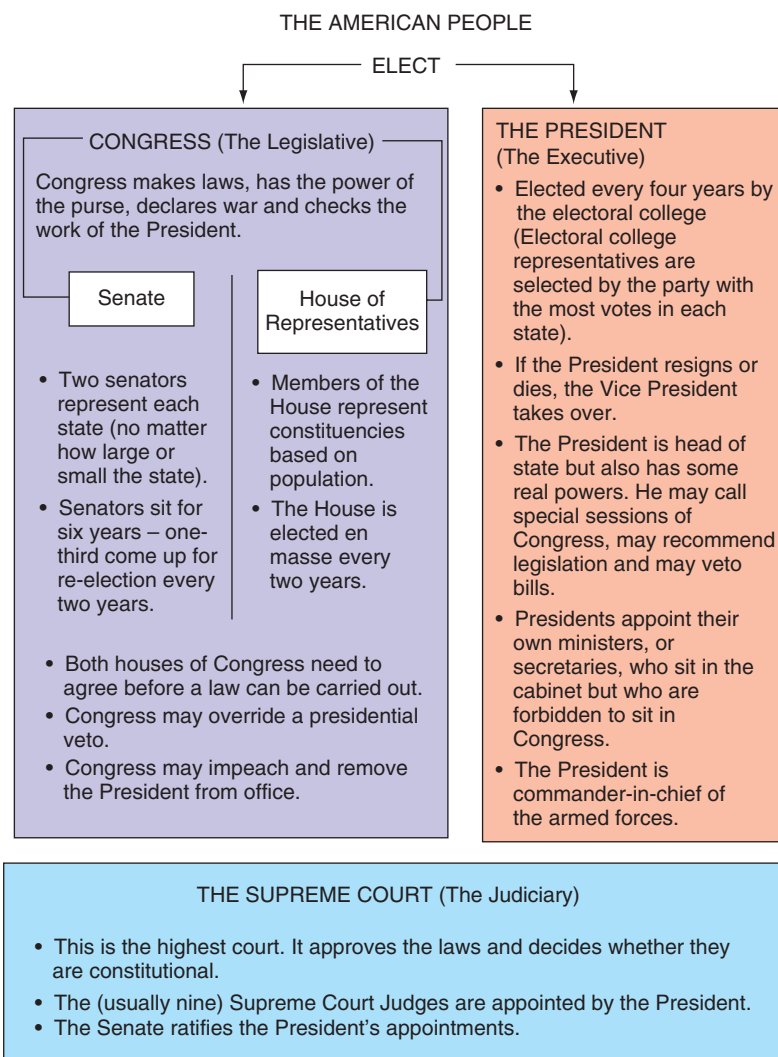 THE AMERICAN PEOPLE
ELECT
CONGRESS (The Legislative)
Congress makes laws, has the power of
the purse, declares war and checks the
work of the President.
Senate
• Two senators
represent each
state (no matter
how large or
small the state).
• Senators sit for
six years – one-
third come up for
re-election every
two years.
House of
Representatives
• Members of the
House represent
constituencies
based on
population.
• The House is
elected en
masse every
two years.
• Both houses of Congress need to
agree before a law can be carried out.
• Congress may override a presidential
veto.
• Congress may impeach and remove
the President from office.
THE PRESIDENT
(The Executive)
• Elected every four years by
the electoral college
(Electoral college
representatives are
selected by the party with
the most votes in each
state).
• If the President resigns or
dies, the Vice President
takes over.
• The President is head of
state but also has some
real powers. He may call
special sessions of
Congress, may recommend
legislation and may veto
bills.
• Presidents appoint their
own ministers, or
secretaries, who sit in the
cabinet but who are
forbidden to sit in
Congress.
• The President is
commander-in-chief of
the armed forces.
THE SUPREME COURT (The Judiciary)
• This is the highest court. It approves the laws and decides whether they
are constitutional.
• The (usually nine) Supreme Court Judges are appointed by the President.
• The Senate ratifies the President’s appointments.